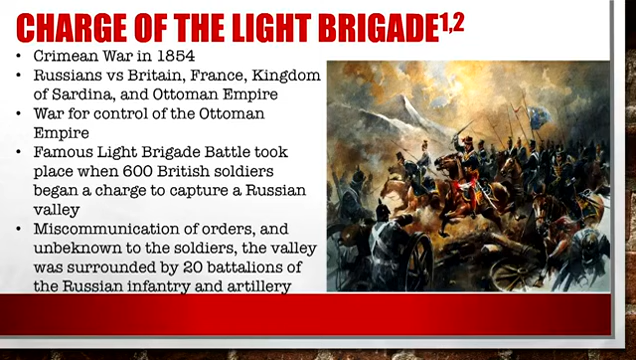 CHARGE OF THE LIGHT BRIGADE1,2
• Crimean War in 1854
• Russians vs Britain, France, Kingdom
of Sardina, and Ottoman Empire
• War for control of the Ottoman
Empire
• Famous Light Brigade Battle took
place when 600 British soldiers
began a charge to capture a Russian
valley
• Miscommunication of orders, and
unbeknown to the soldiers, the valley
was surrounded by 20 battalions of
the Russian infantry and artillery